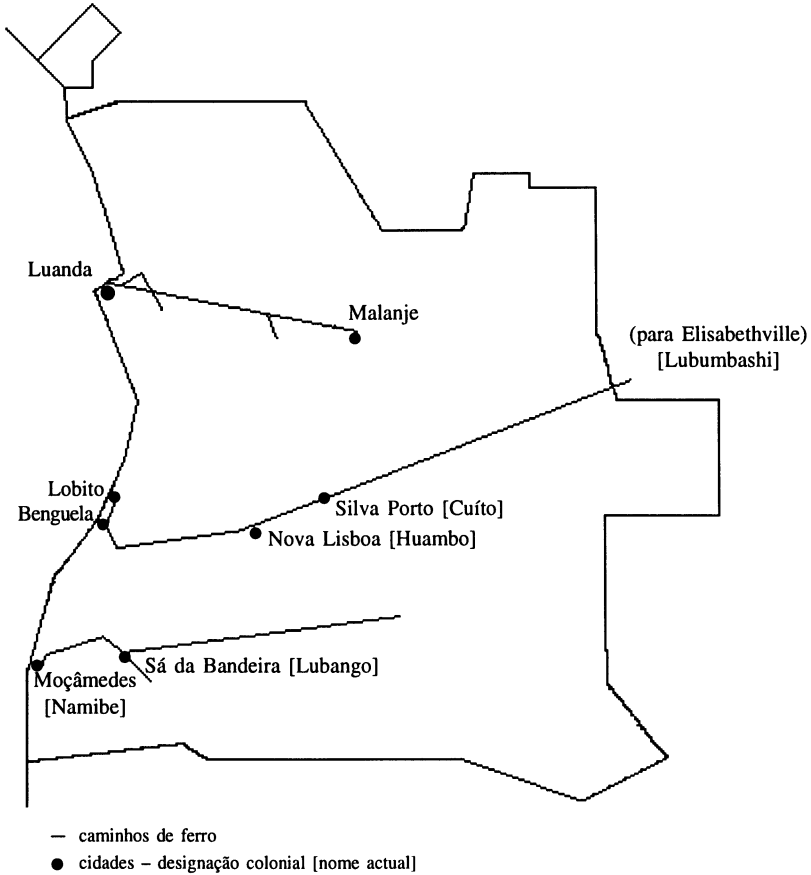 Luanda
Malanje
(para Elisabethville)
[Lubumbashi]
Lobito
Benguela
Silva Porto [Cuíto]
Nova Lisboa [Huambo]
Sá da Bandeira [Lubango]
Moçâmedes
[Namibe]
– caminhos de ferro
● cidades – designação colonial [nome actual]